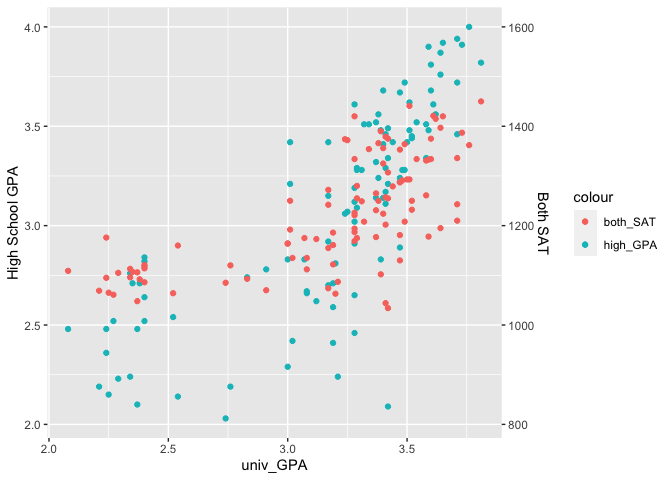 4.0
3.5
3.0
2.5
2.0
High School GPA
1600
1400
1200
1000
800
Both SAT
2.0 2.5 3.0 3.5
univ_GPA
colour
both_SAT
high_GPA